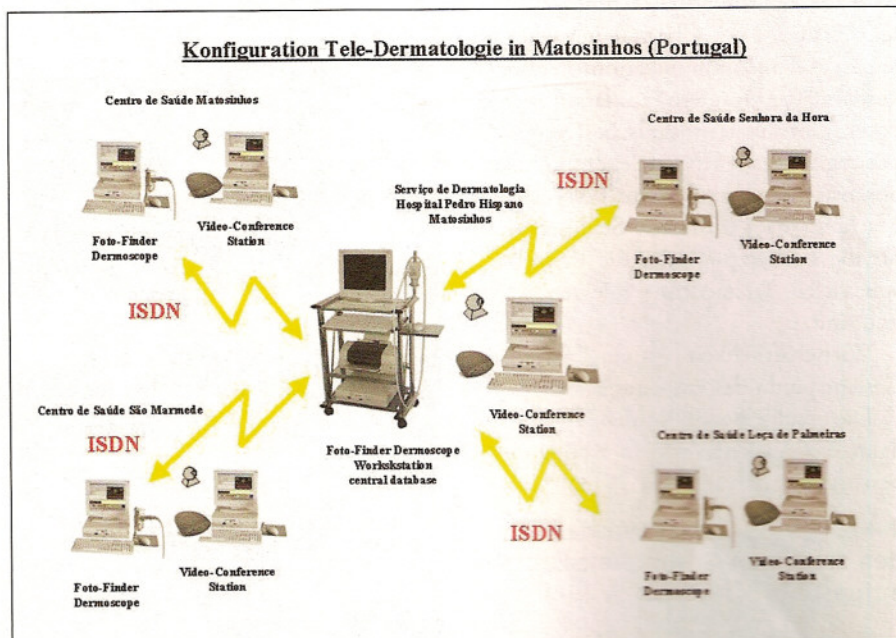 Konfiguration Tele-Dermatologie in Matosinhos (Portugal)
Centro de Saúde Matosinhos
Foto-Finder
Dermoscope
Video-Conference
Station
ISDN
Serviço de Dermatologia
Hospital Pedro Hispano
Matosinhos
ISDN
Centro de Saúde Senhora da Hora
Foto-Finder
Dermoscope
Video-Conference
Station
Foto-Finder Dermoscope
Workskstation
central database
Video-Conference
Station
Centro de Saúde São Marmede
ISDN
Foto-Finder
Dermoscope
Video-Conference
Station
Centro de Saúde Leça de Palmeiras
ISDN
Foto-Finder
Dermoscope
Video-Conference
Station